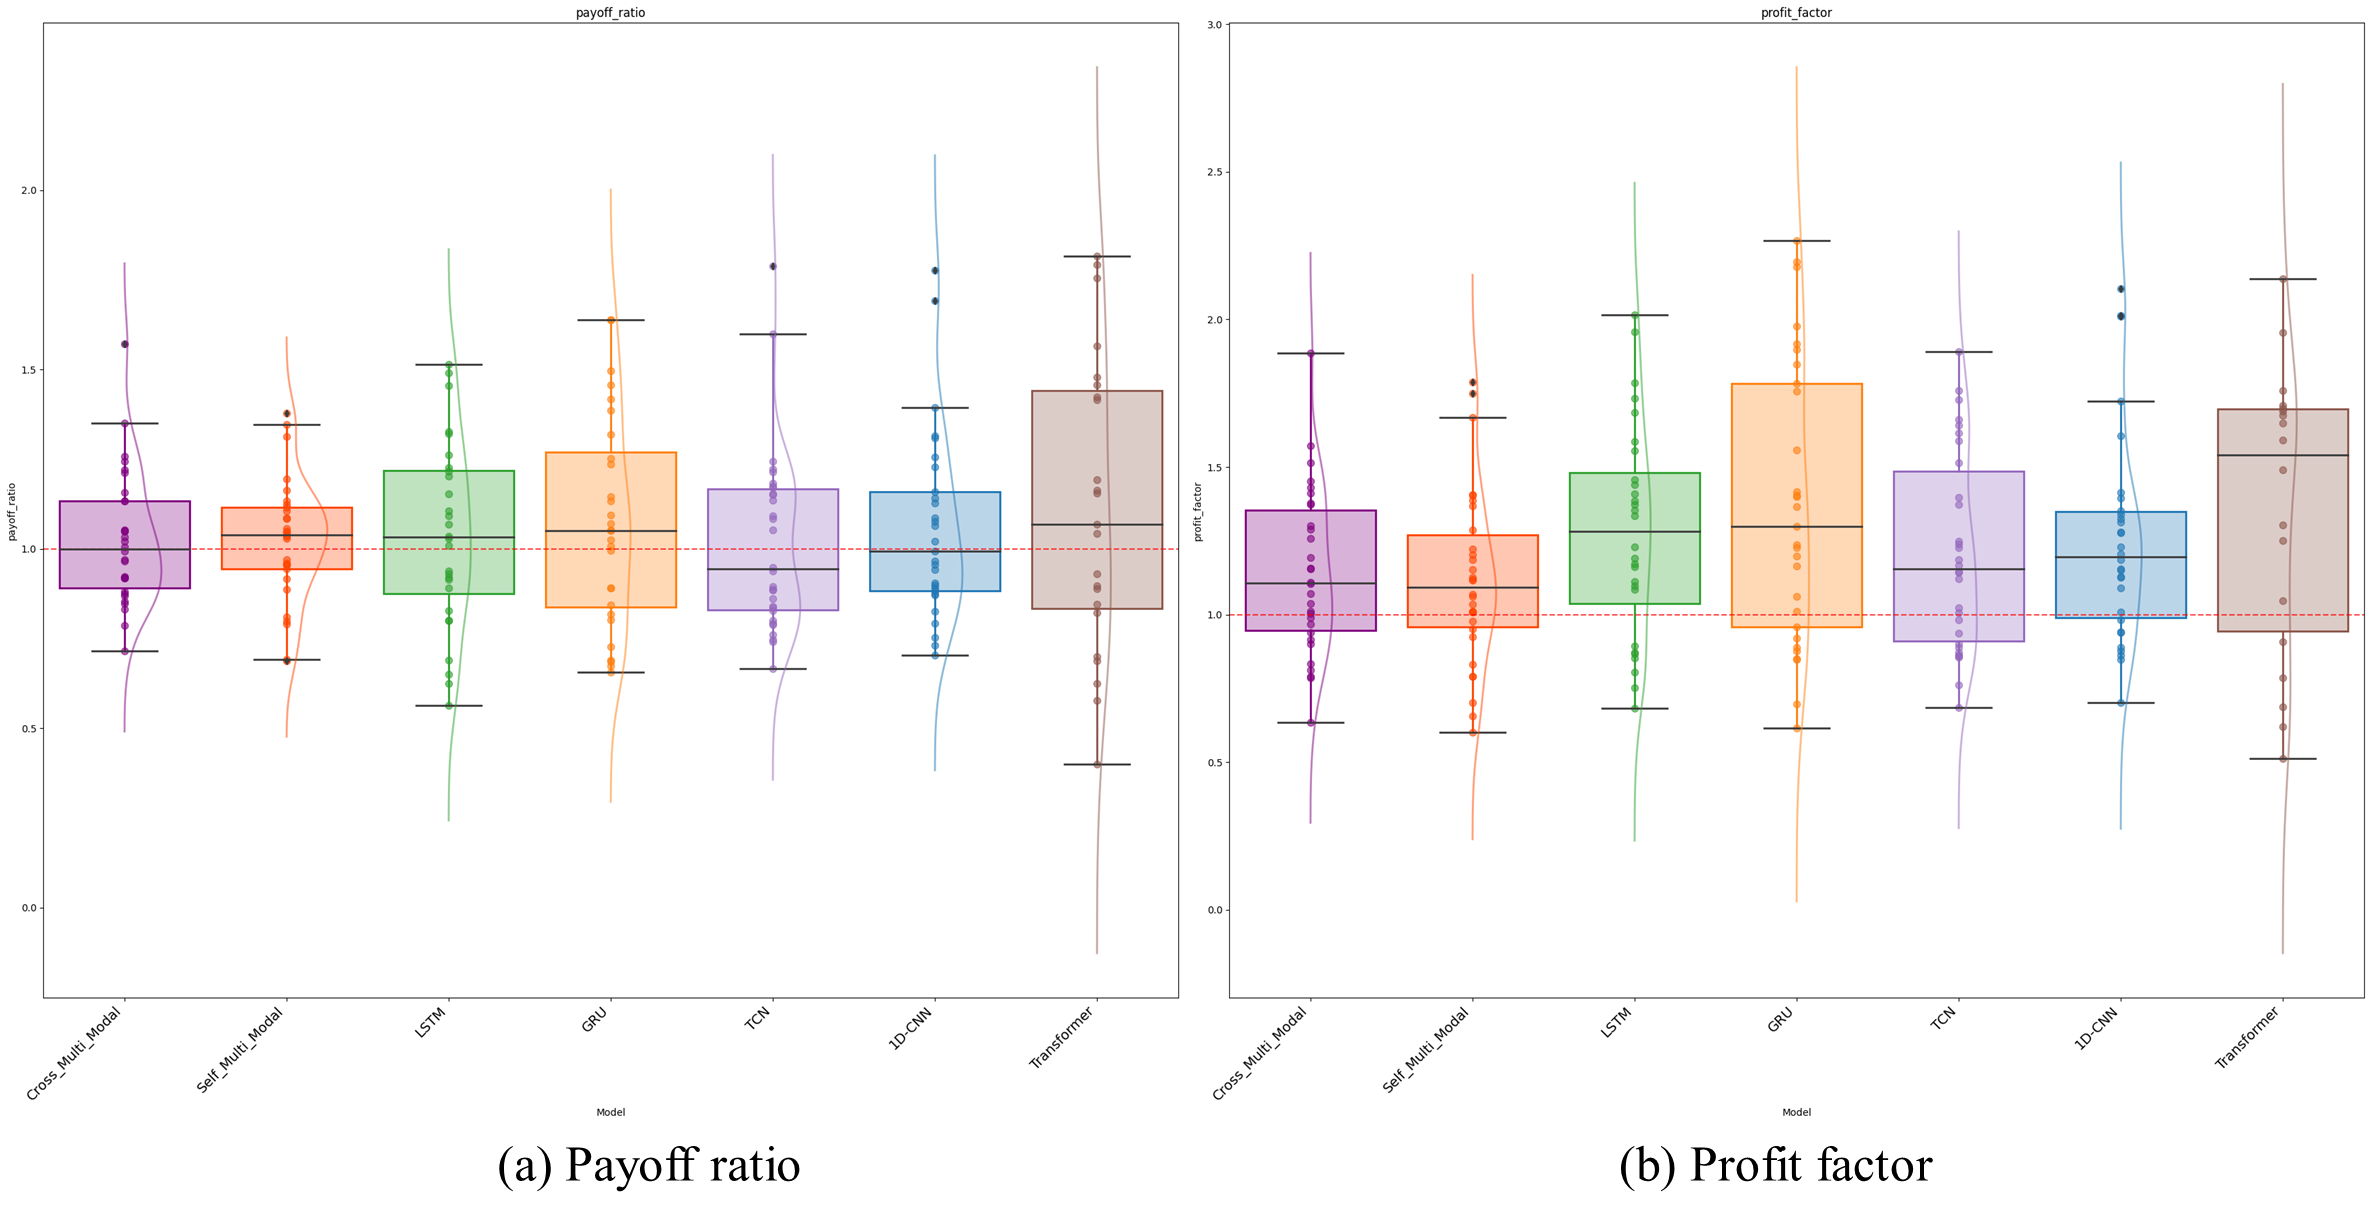 payoff_ratio
payoff_ratio
2.0
1.5
1.0
0.5
0.0
Cross_Multi_Modal
Self_Multi_Modal
LSTM
GRU
TCN
1D-CNN
Transformer
Model
(a) Payoff ratio
profit_factor
profit_factor
3.0
2.5
2.0
1.5
1.0
0.5
0.0
Cross_Multi_Modal
Self_Multi_Modal
LSTM
GRU
TCN
1D-CNN
Transformer
Model
(b) Profit factor